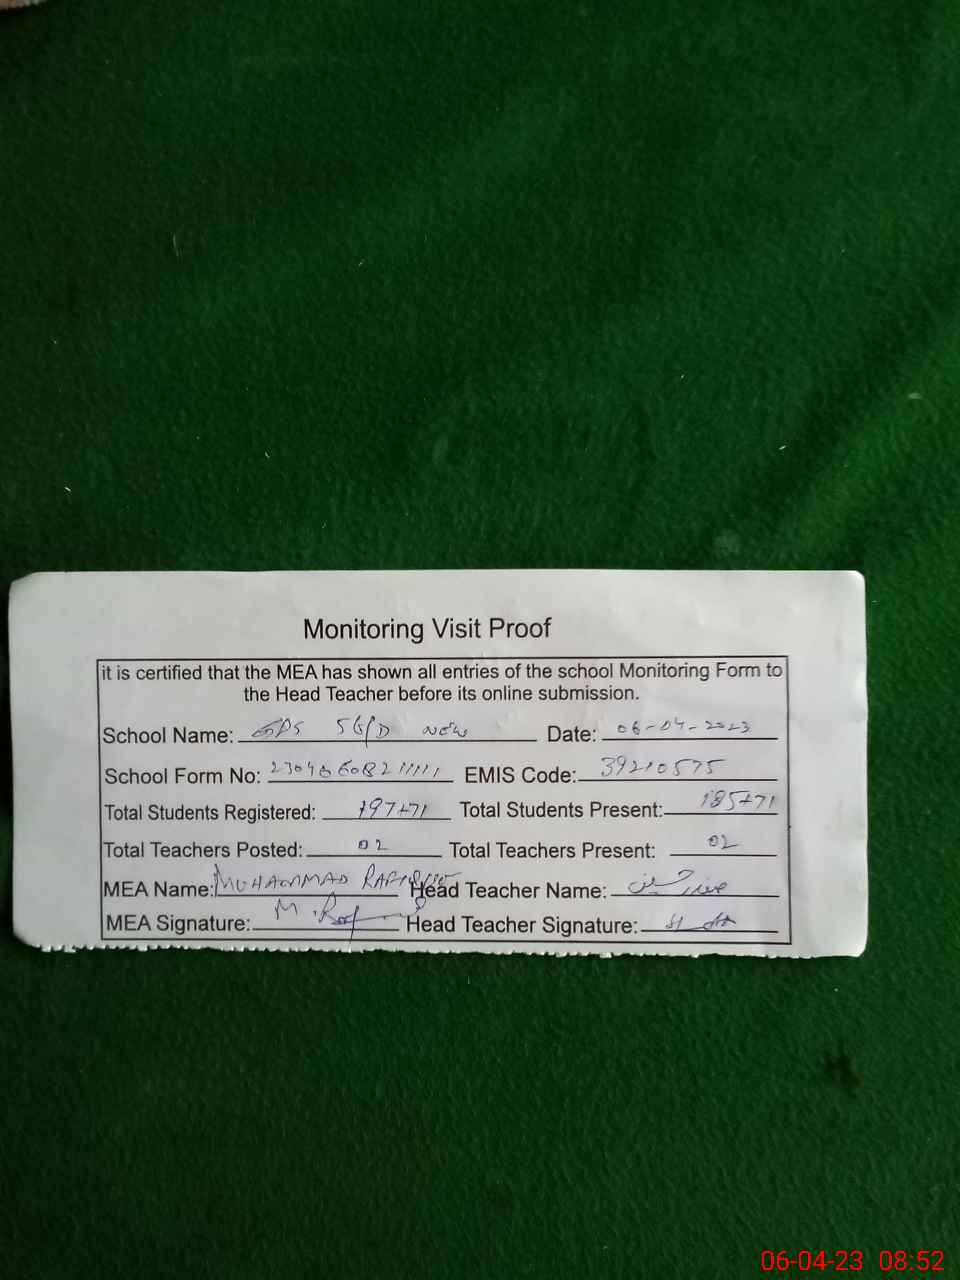 Monitoring Visit Proof
it is certified that the MEA has shown all entries of the school Monitoring Form to
the Head Teacher before its online submission.
School Name: GPS 5G/D NEW Date: 06-04-2023
School Form No: EMIS Code: 39210575
Total Students Registered: 197+71 Total Students Present: 185+71
Total Teachers Posted: 02 Total Teachers Present: 02
MEA Name: MUHAMMAD Head Teacher Name:
MEA Signature: Head Teacher Signature:
06-04-23 08:52